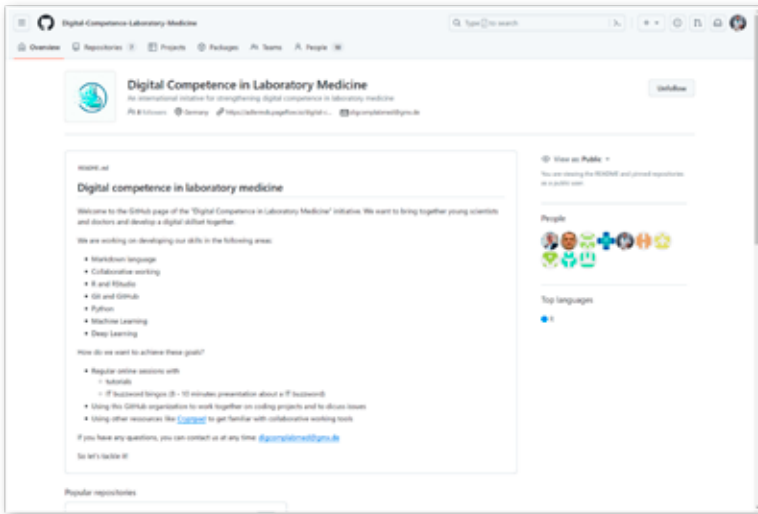 Digital-Competence-Laboratory-Medicine
Type / to search
Overview Repositories Projects Packages Teams People
Digital Competence in Laboratory Medicine
An international initiative for strengthening digital competence in laboratory medicine
followers Germany
Unfollow
README.md
Digital competence in laboratory medicine
Welcome to the GitHub page of the "Digital Competence in Laboratory Medicine" initiative. We want to bring together young scientists
and doctors and develop a digital skillset together.
We are working on developing our skills in the following areas:
Markdown language
Collaborative working
R and RStudio
Git and GitHub
Python
Machine Learning
Deep Learning
How do we want to achieve these goals?
Regular online sessions with
tutorials
IT buzzword bingos (8 - 10 minutes presentation about a IT buzzword)
Using this GitHub organization to work together on coding projects and to dicuss issues
Using other resources like Cryptpad to get familiar with collaborative working tools
If you have any questions, you can contact us at any time: digcomplabmed@gmx.de
So let's tackle it!
Popular repositories
View as: Public
You are viewing the README and pinned repositories
as a public user.
People
Top languages
R